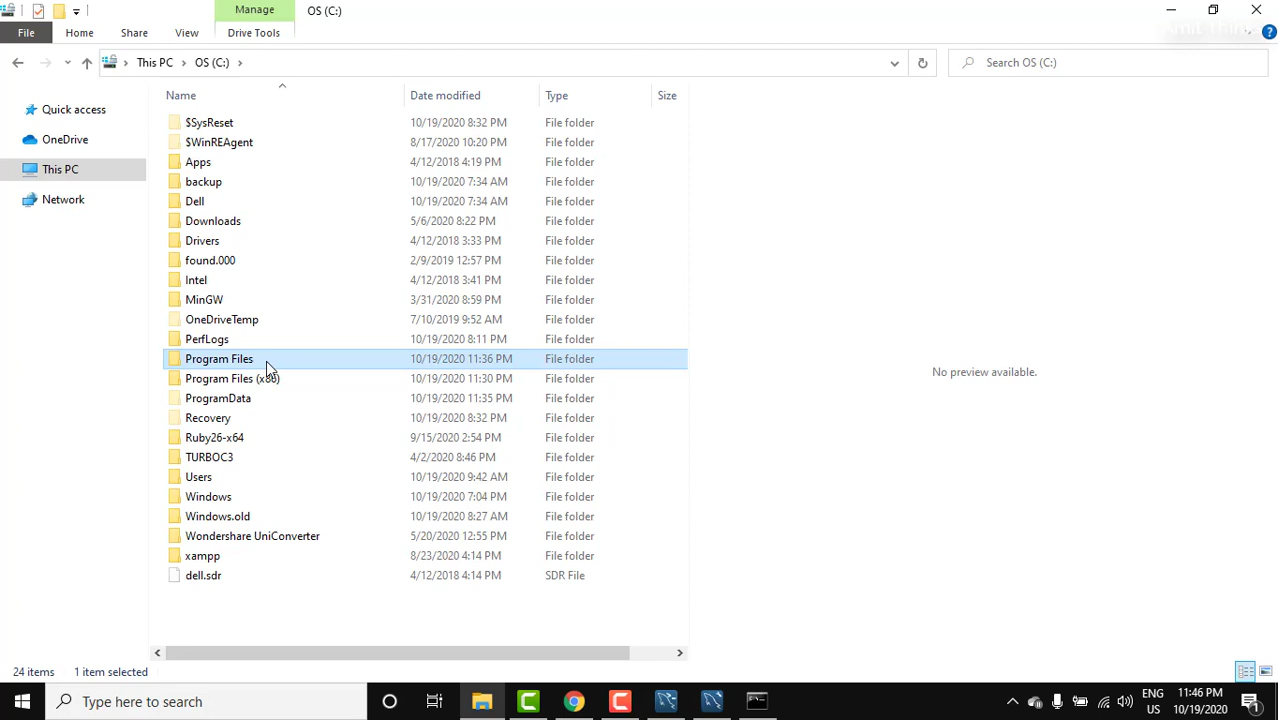 Manage
OS (C:)
File
Home
Share
View
Drive Tools
This PC
OS (C:)
Search OS (C:)
Name
Date modified
Type
Size
Quick access
OneDrive
This PC
Network
$SysReset 10/19/2020 8:32 PM File folder
$WinREAgent 8/17/2020 10:20 PM File folder
Apps 4/12/2018 4:19 PM File folder
backup 10/19/2020 7:34 AM File folder
Dell 10/19/2020 7:34 AM File folder
Downloads 5/6/2020 8:22 PM File folder
Drivers 4/12/2018 3:33 PM File folder
found.000 2/9/2019 12:57 PM File folder
Intel 4/12/2018 3:41 PM File folder
MinGW 3/31/2020 8:59 PM File folder
OneDriveTemp 7/10/2019 9:52 AM File folder
PerfLogs 10/19/2020 8:11 PM File folder
Program Files 10/19/2020 11:36 PM File folder
Program Files (x86) 10/19/2020 11:30 PM File folder
ProgramData 10/19/2020 11:35 PM File folder
Recovery 10/19/2020 8:32 PM File folder
Ruby26-x64 9/15/2020 2:54 PM File folder
TURBOC3 4/2/2020 8:46 PM File folder
Users 10/19/2020 9:42 AM File folder
Windows 10/19/2020 7:04 PM File folder
Windows.old 10/19/2020 8:27 AM File folder
Wondershare UniConverter 5/20/2020 12:55 PM File folder
xampp 8/23/2020 4:14 PM File folder
dell.sdr 4/12/2018 4:14 PM SDR File
No preview available.
24 items
1 item selected
Type here to search
ENG
US
11:46 PM
10/19/2020
1